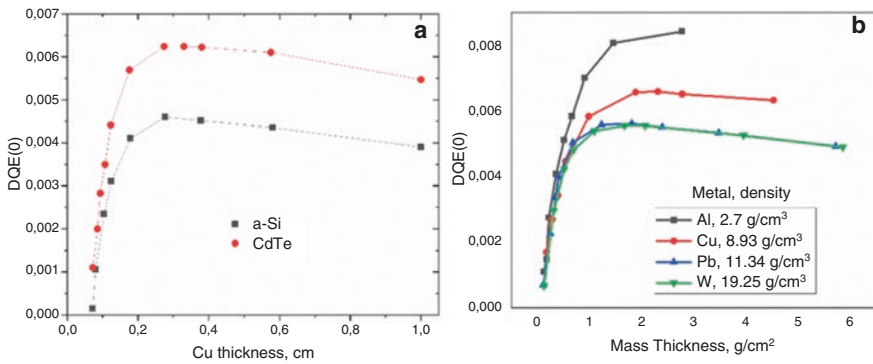 a
0,007
0,006
0,005
0,004
0,003
0,002
0,001
0,000
DQE(0)
a-Si
CdTe
0,0 0,2 0,4 0,6 0,8 1,0
Cu thickness, cm
b
0,008
0,006
0,004
0,002
0,000
DQE(0)
Metal, density
Al, 2.7 g/cm³
Cu, 8.93 g/cm³
Pb, 11.34 g/cm³
W, 19.25 g/cm³
0 1 2 3 4 5 6
Mass Thickness, g/cm²